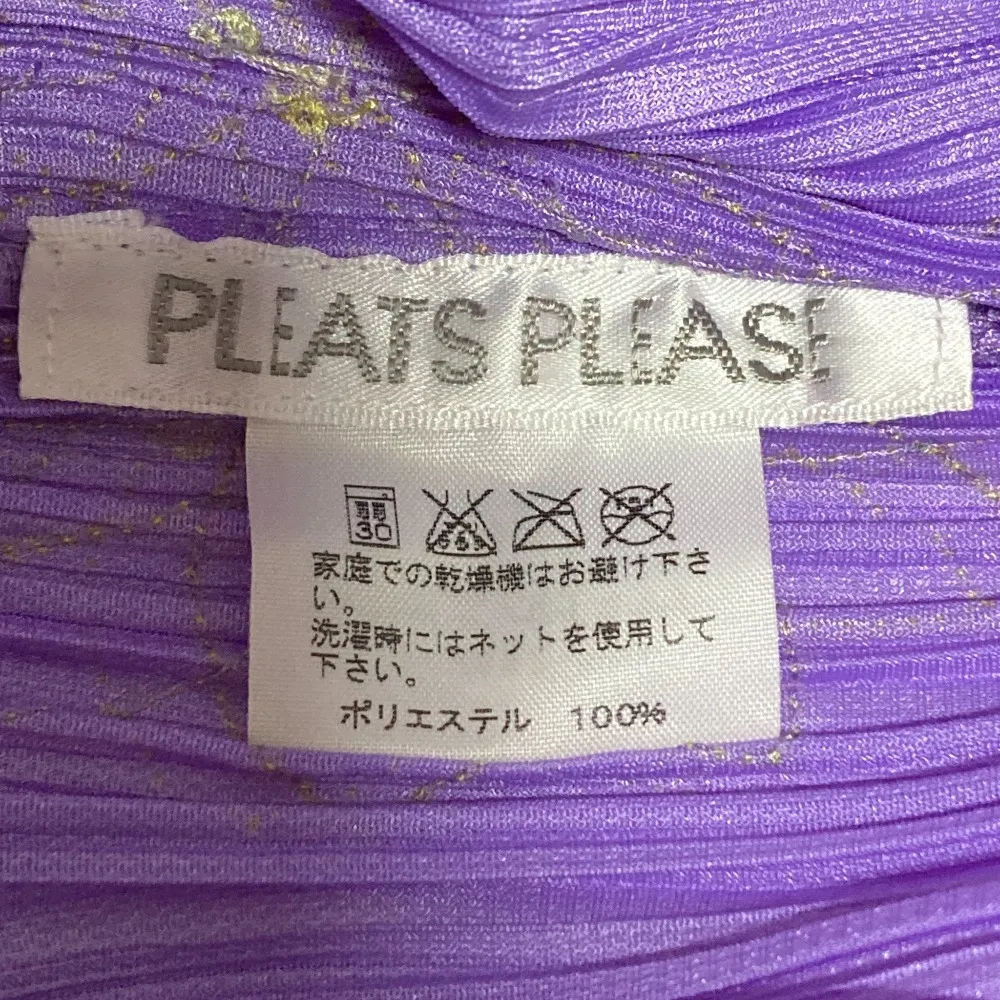 PLEATS PLEASE
30
家庭での乾燥機はお避け下さ
い。
洗濯時にはネットを使用して
下さい。
ポリエステル 100%